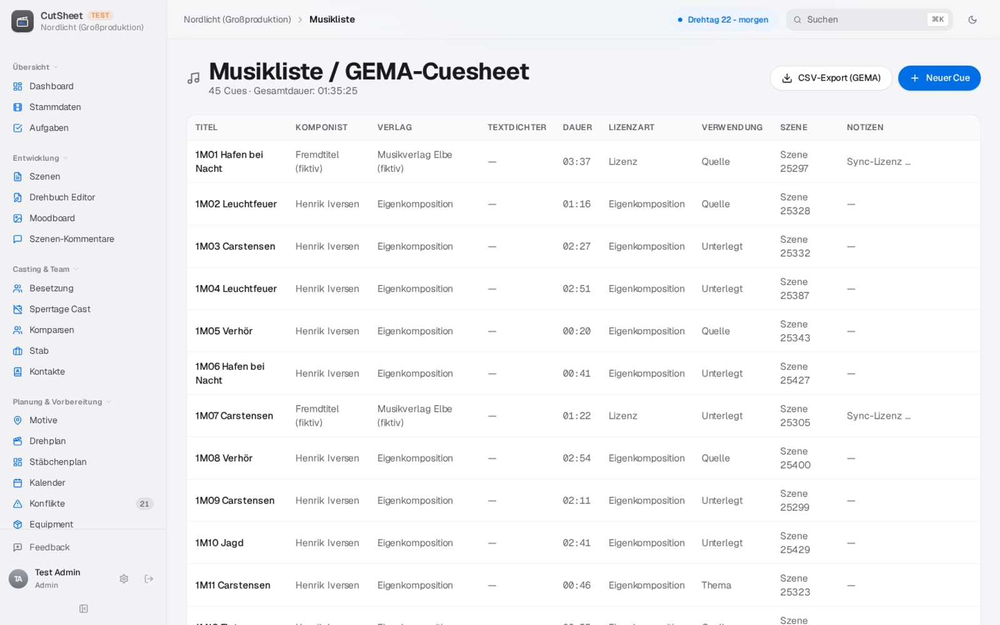 CutSheet TEST
Nordlicht (Großproduktion)
Übersicht
Dashboard
Stammdaten
Aufgaben
Entwicklung
Szenen
Drehbuch Editor
Moodboard
Szenen-Kommentare
Casting & Team
Besetzung
Sperrtage Cast
Komparsen
Stab
Kontakte
Planung & Vorbereitung
Motive
Drehplan
Stäbchenplan
Kalender
Konflikte 21
Equipment
Feedback
TA Test Admin
Admin
Nordlicht (Großproduktion) > Musikliste
Drehtag 22 - morgen
Suchen ⌘K
Musikliste / GEMA-Cuesheet
45 Cues · Gesamtdauer: 01:35:25
CSV-Export (GEMA)
+ Neuer Cue
TITEL KOMPONIST VERLAG TEXTDICHTER DAUER LIZENZART VERWENDUNG SZENE NOTIZEN
1M01 Hafen bei Nacht Fremdtitel (fiktiv) Musikverlag Elbe (fiktiv) — 03:37 Lizenz Quelle Szene 25297 Sync-Lizenz ...
1M02 Leuchtfeuer Henrik Iversen Eigenkomposition — 01:16 Eigenkomposition Quelle Szene 25328 —
1M03 Carstensen Henrik Iversen Eigenkomposition — 02:27 Eigenkomposition Unterlegt Szene 25332 —
1M04 Leuchtfeuer Henrik Iversen Eigenkomposition — 02:51 Eigenkomposition Unterlegt Szene 25387 —
1M05 Verhör Henrik Iversen Eigenkomposition — 00:20 Eigenkomposition Quelle Szene 25343 —
1M06 Hafen bei Nacht Henrik Iversen Eigenkomposition — 00:41 Eigenkomposition Unterlegt Szene 25427 —
1M07 Carstensen Fremdtitel (fiktiv) Musikverlag Elbe (fiktiv) — 01:22 Lizenz Unterlegt Szene 25305 Sync-Lizenz ...
1M08 Verhör Henrik Iversen Eigenkomposition — 02:54 Eigenkomposition Quelle Szene 25400 —
1M09 Carstensen Henrik Iversen Eigenkomposition — 02:11 Eigenkomposition Unterlegt Szene 25299 —
1M10 Jagd Henrik Iversen Eigenkomposition — 02:41 Eigenkomposition Unterlegt Szene 25429 —
1M11 Carstensen Henrik Iversen Eigenkomposition — 00:46 Eigenkomposition Thema Szene 25323 —
Szene